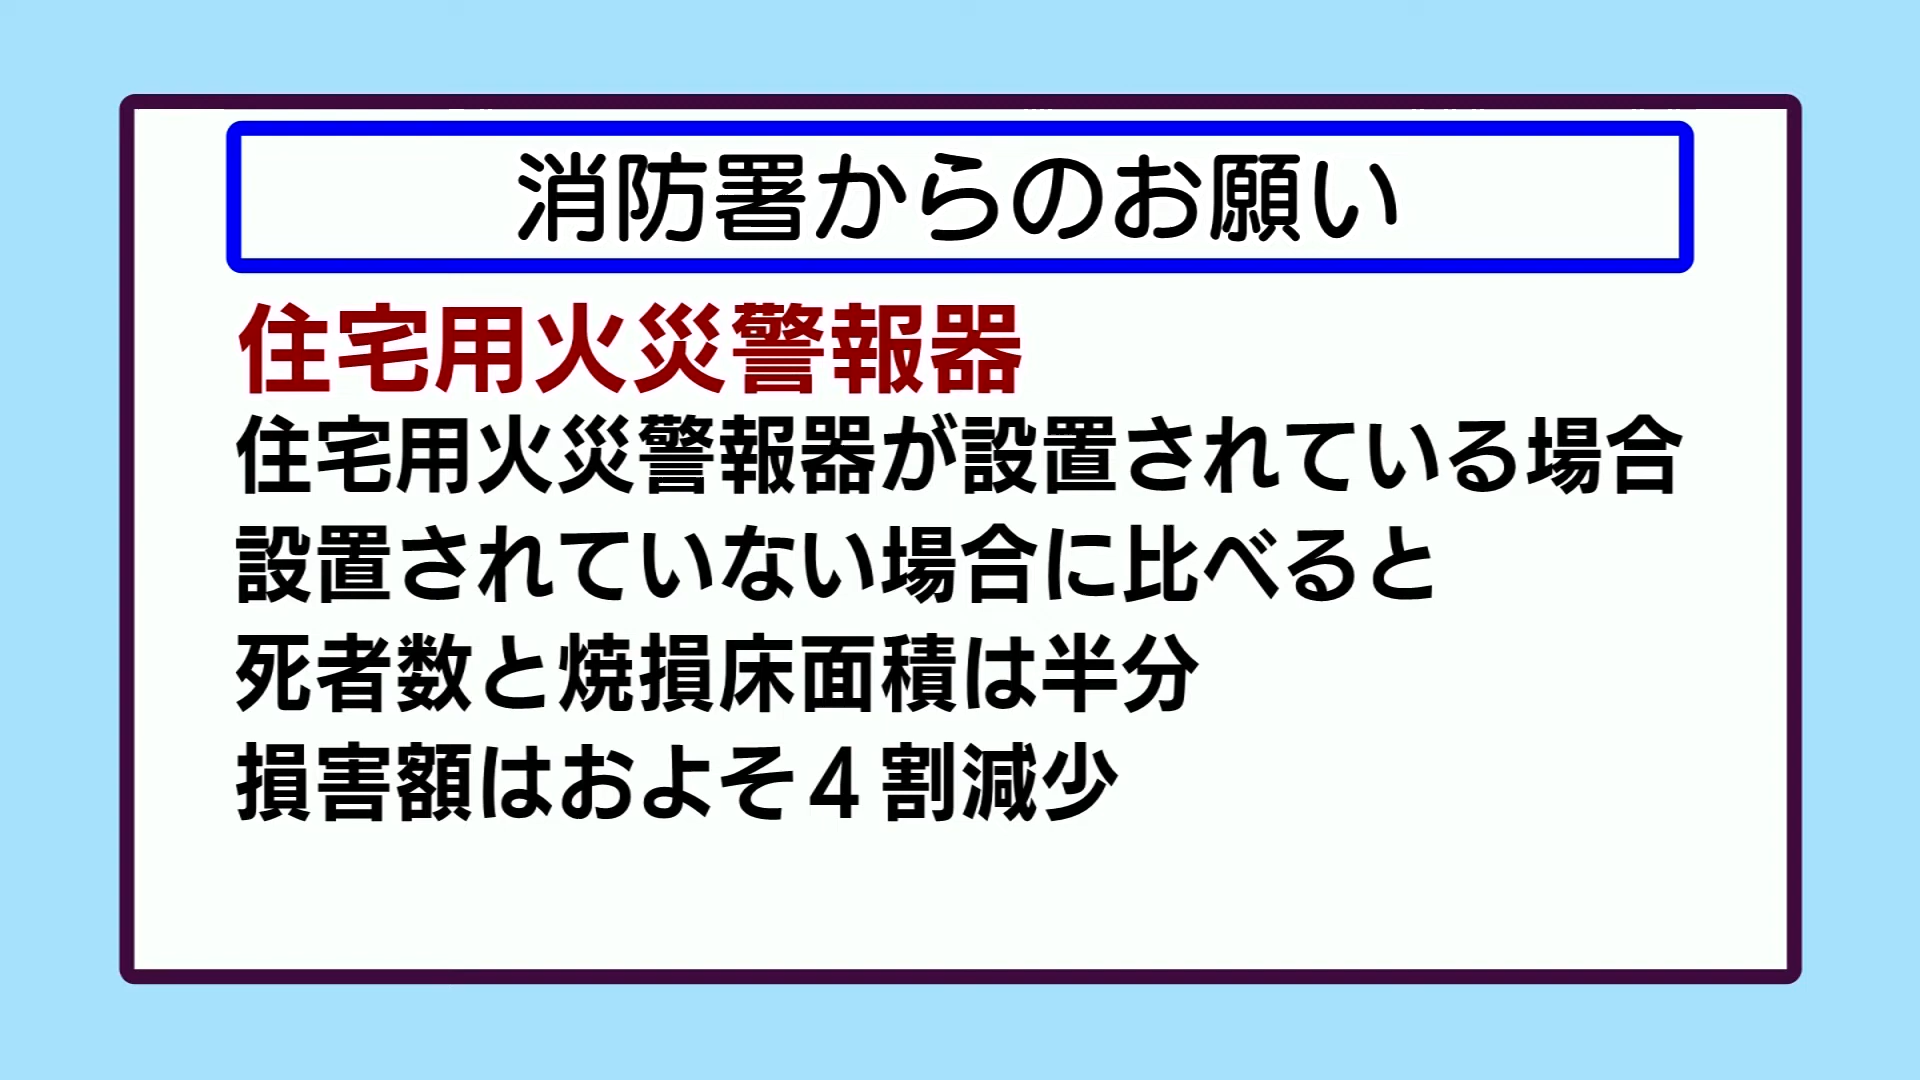 消防署からのお願い
住宅用火災警報器
住宅用火災警報器が設置されている場合
設置されていない場合に比べると
死者数と焼損床面積は半分
損害額はおよそ４割減少